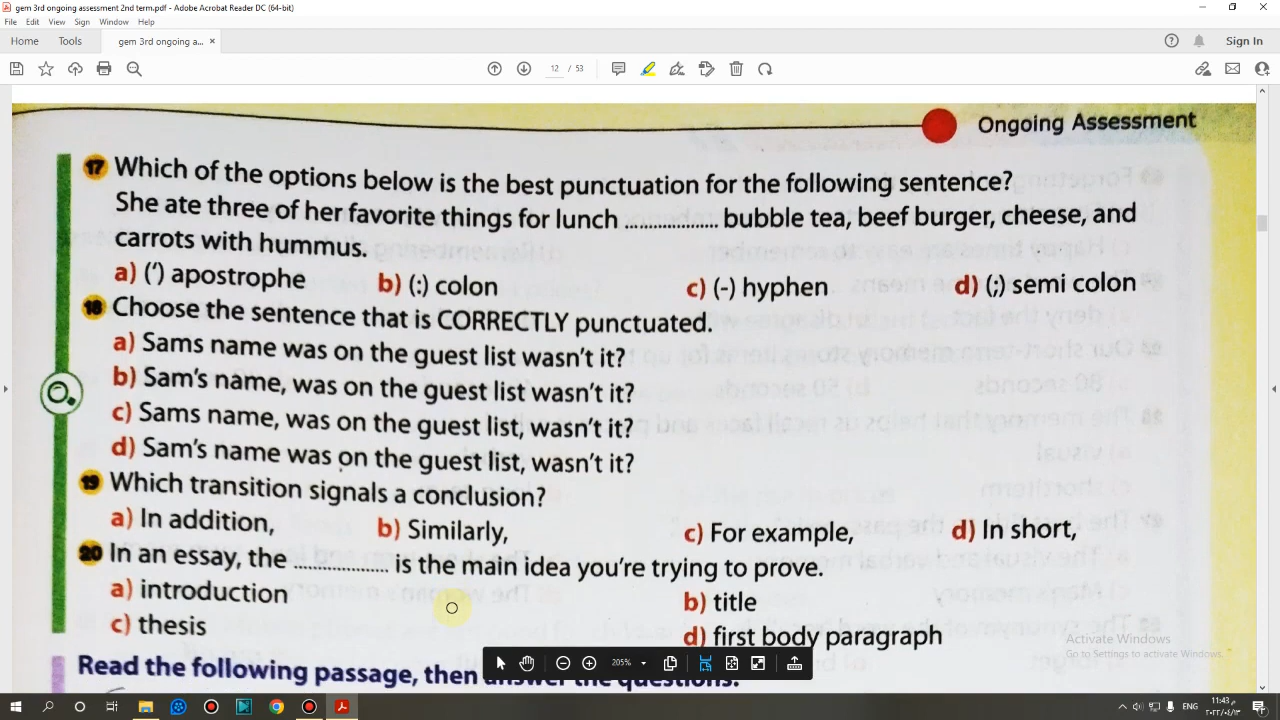 gem 3rd ongoing assessment 2nd term.pdf - Adobe Acrobat Reader DC (64-bit)
File Edit View Sign Window Help
Home Tools gem 3rd ongoing a... × Sign In
12 / 53
Ongoing Assessment
17 Which of the options below is the best punctuation for the following sentence?
She ate three of her favorite things for lunch .................. bubble tea, beef burger, cheese, and
carrots with hummus.
a) (') apostrophe b) (:) colon c) (-) hyphen d) (;) semi colon
18 Choose the sentence that is CORRECTLY punctuated.
a) Sams name was on the guest list wasn't it?
b) Sam's name, was on the guest list wasn't it?
c) Sams name, was on the guest list, wasn't it?
d) Sam's name was on the guest list, wasn't it?
19 Which transition signals a conclusion?
a) In addition, b) Similarly, c) For example, d) In short,
20 In an essay, the .................. is the main idea you're trying to prove.
a) introduction b) title
c) thesis d) first body paragraph
Activate Windows
Go to Settings to activate Windows.
205%
Read the following passage, then answer the questions:
ENG
11:43 م